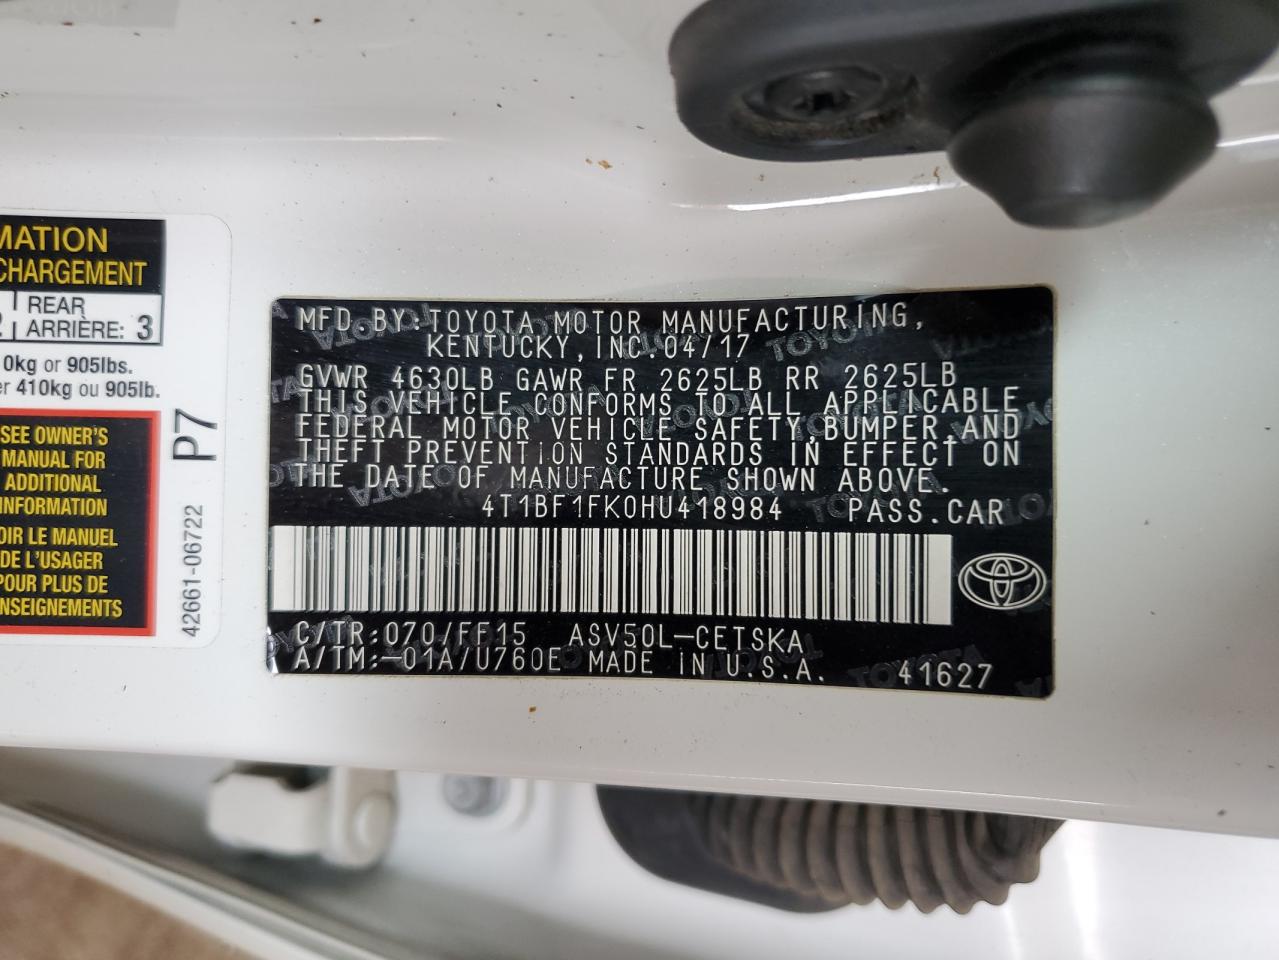 MATION
CHARGEMENT
REAR
ARRIÈRE: 3
0kg or 905lbs.
er 410kg ou 905lb.
SEE OWNER'S
MANUAL FOR
ADDITIONAL
INFORMATION
OIR LE MANUEL
DE L'USAGER
POUR PLUS DE
NSEIGNEMENTS
P7
42661-06722
MFD BY:TOYOTA MOTOR MANUFACTURING,
KENTUCKY,INC.04/17
GVWR 4630LB GAWR FR 2625LB RR 2625LB
THIS VEHICLE CONFORMS TO ALL APPLICABLE
FEDERAL MOTOR VEHICLE SAFETY,BUMPER,AND
THEFT PREVENTION STANDARDS IN EFFECT ON
THE DATE OF MANUFACTURE SHOWN ABOVE.
4T1BF1FK0HU418984 PASS.CAR
C/TR:070/FF15 ASV50L-CETSKA
A/TM:-01A/U760E MADE IN U.S.A. 41627